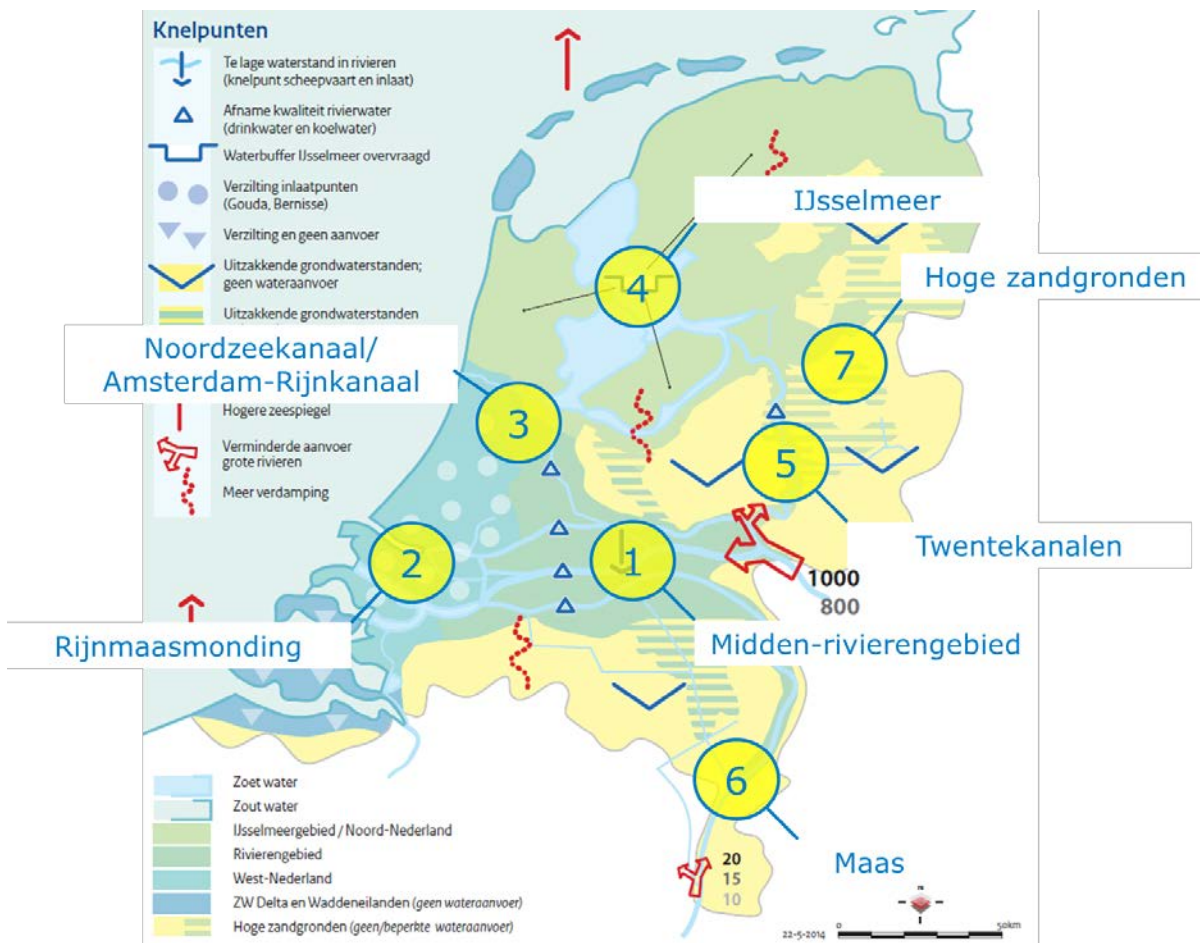 Knelpunten
Te lage waterstand in rivieren
(knelpunt scheepvaart en inlaat)
Afname kwaliteit rivierwater
(drinkwater en koelwater)
Waterbuffer IJsselmeer overvraagd
Verzilting inlaatpunten
(Gouda, Bernisse)
Verzilting en geen aanvoer
Uitzakkende grondwaterstanden;
geen wateraanvoer
Uitzakkende grondwaterstanden
IJsselmeer
4
Hoge zandgronden
7
Noordzeekanaal/
Amsterdam-Rijnkanaal
3
Hogere zeespiegel
Verminderde aanvoer
grote rivieren
Meer verdamping
5
Twentekanalen
2
1
1000
800
Rijnmaasmonding
Midden-rivierengebied
6
Maas
20
15
10
Zoet water
Zout water
IJsselmeergebied / Noord-Nederland
Rivierengebied
West-Nederland
ZW Delta en Waddeneilanden (geen wateraanvoer)
Hoge zandgronden (geen/beperkte wateraanvoer)
22-5-2014
0
50km